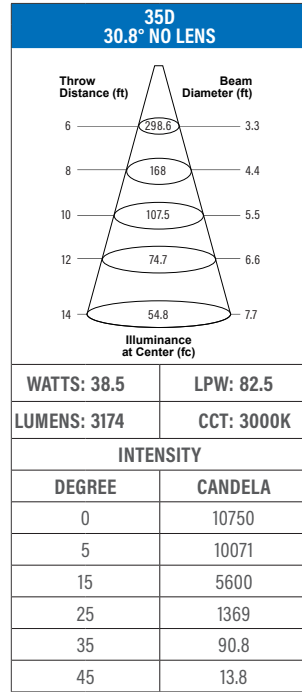 35D
30.8° NO LENS
Throw Beam
Distance (ft) Diameter (ft)
6 298.6 3.3
8 168 4.4
10 107.5 5.5
12 74.7 6.6
14 54.8 7.7
Illuminance
at Center (fc)
WATTS: 38.5 LPW: 82.5
LUMENS: 3174 CCT: 3000K
INTENSITY
DEGREE CANDELA
0 10750
5 10071
15 5600
25 1369
35 90.8
45 13.8